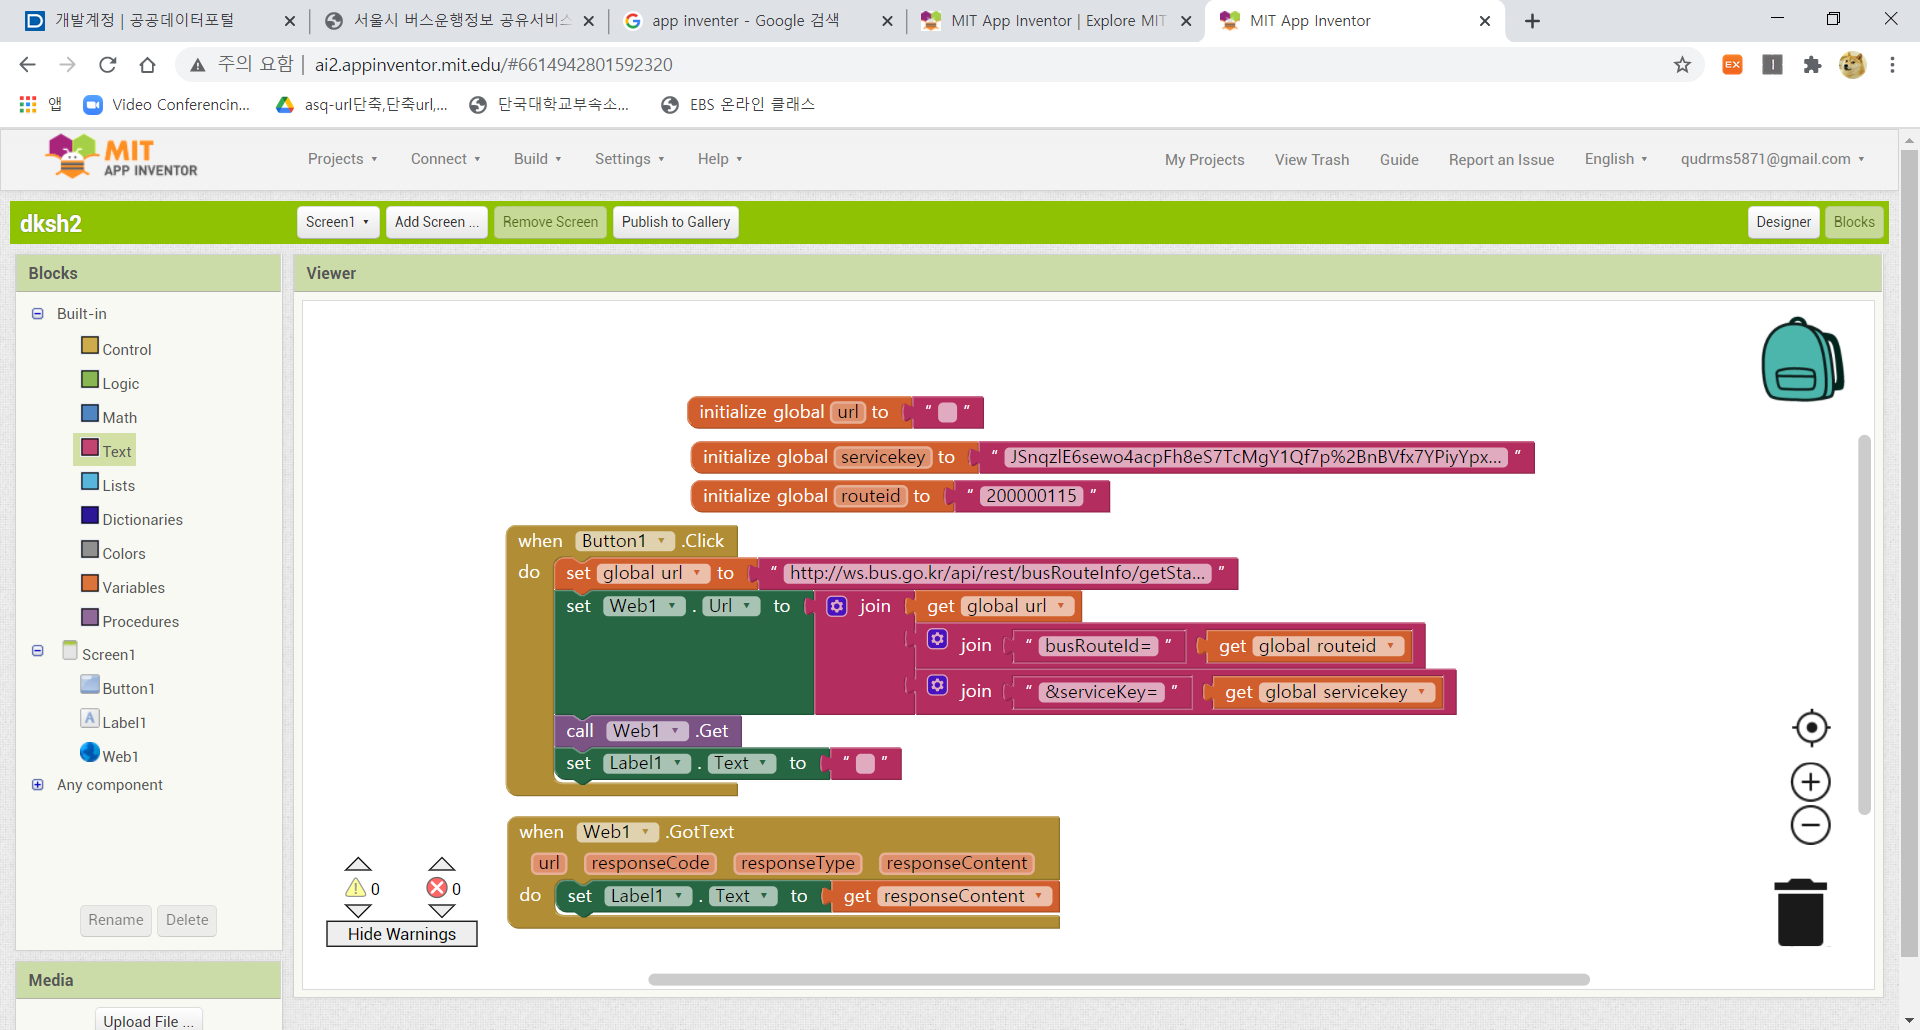 개발계정 | 공공데이터포털
서울시 버스운행정보 공유서비스
app inventer - Google 검색
MIT App Inventor | Explore MIT
MIT App Inventor
주의 요함 | ai2.appinventor.mit.edu/#6614942801592320
EX
앱
Video Conferencin...
asq-url단축,단축url,...
단국대학교부속소...
EBS 온라인 클래스
MIT
APP INVENTOR
Projects
Connect
Build
Settings
Help
My Projects
View Trash
Guide
Report an Issue
English
qudrms5871@gmail.com
dksh2
Screen1
Add Screen ...
Remove Screen
Publish to Gallery
Designer
Blocks
Blocks
Viewer
Built-in
Control
Logic
Math
Text
Lists
Dictionaries
Colors
Variables
Procedures
Screen1
Button1
Label1
Web1
Any component
Rename
Delete
Media
Upload File ...
initialize global url to " "
initialize global servicekey to " JSnqzlE6sewo4acpFh8eS7TcMgY1Qf7p%2BnBVfx7YPiyYpx... "
initialize global routeid to " 200000115 "
when Button1 .Click
do set global url to " http://ws.bus.go.kr/api/rest/busRouteInfo/getSta... "
set Web1 . Url to join get global url
join " busRouteId= " get global routeid
join " &serviceKey= " get global servicekey
call Web1 .Get
set Label1 . Text to " "
when Web1 .GotText
url responseCode responseType responseContent
do set Label1 . Text to get responseContent
0
0
Hide Warnings